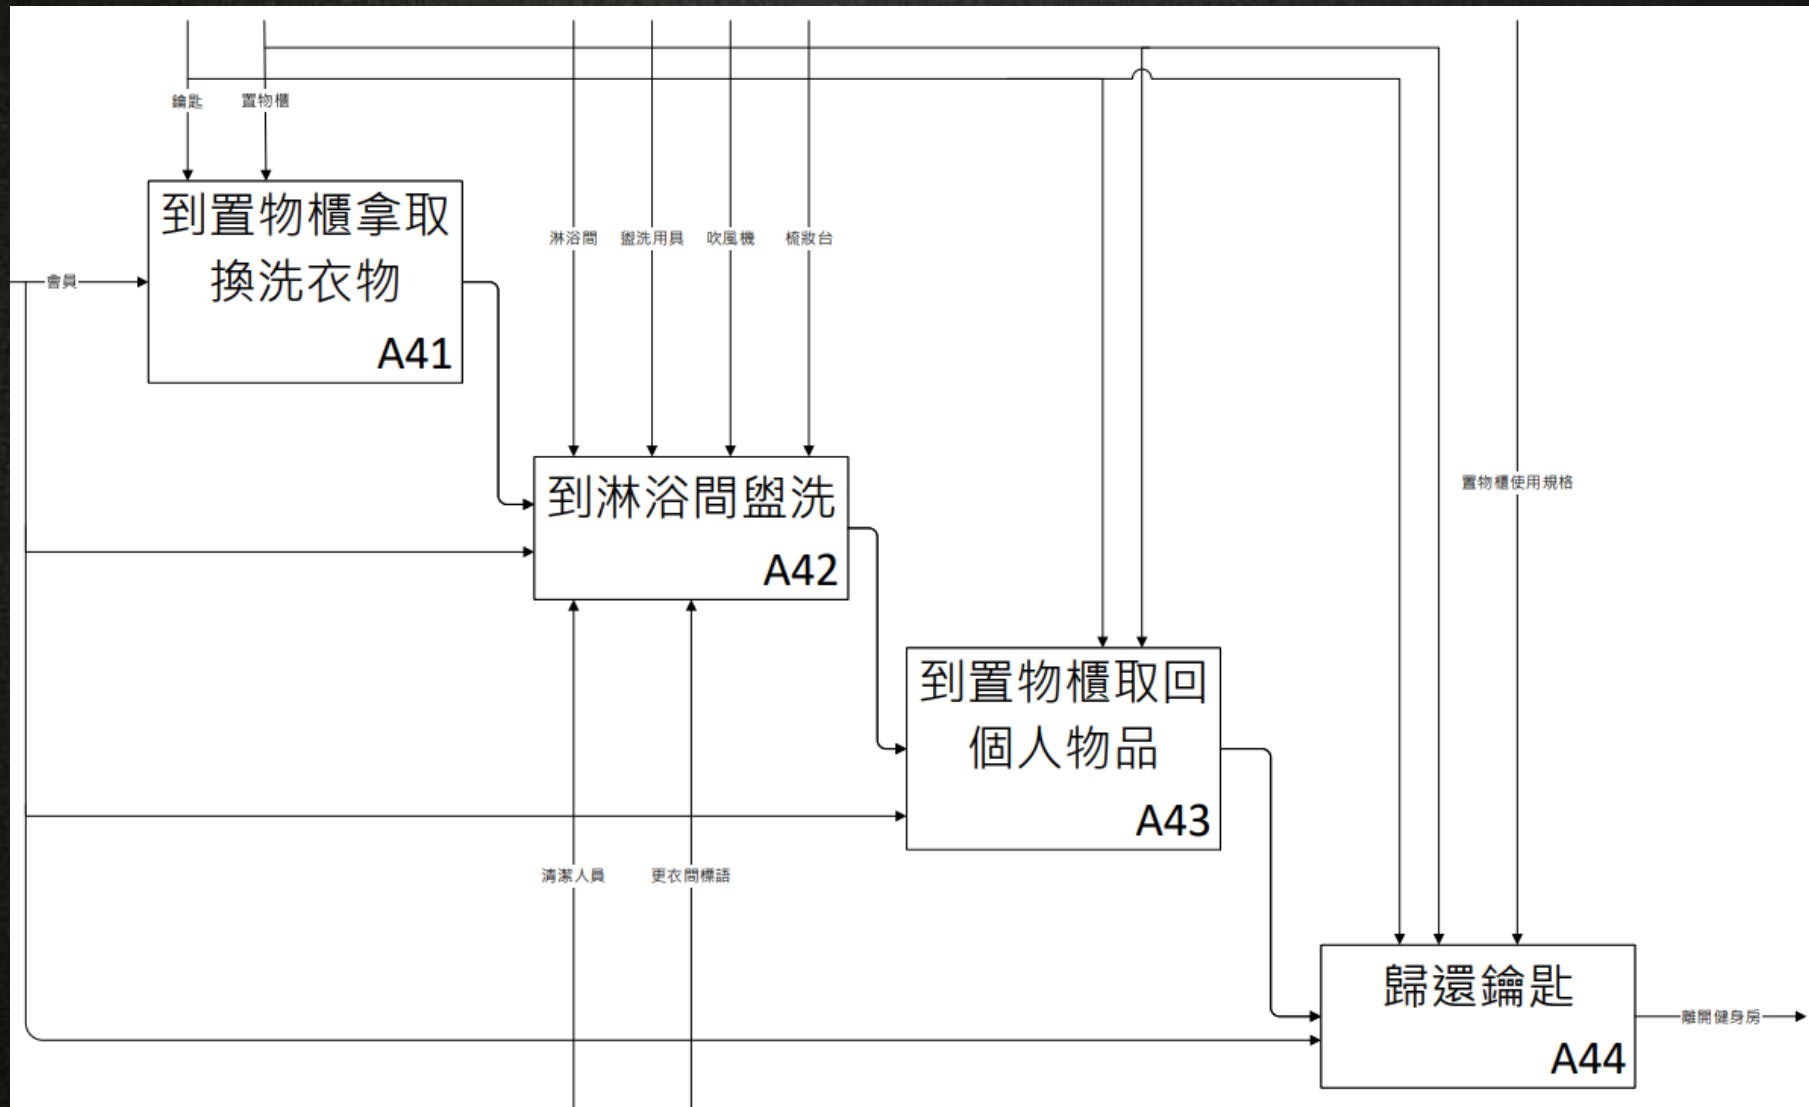 鑰匙
置物櫃
到置物櫃拿取
換洗衣物
A41
會員
淋浴間
盥洗用具
吹風機
梳妝台
到淋浴間盥洗
A42
置物櫃使用規格
到置物櫃取回
個人物品
A43
清潔人員
更衣間標語
歸還鑰匙
A44
離開健身房